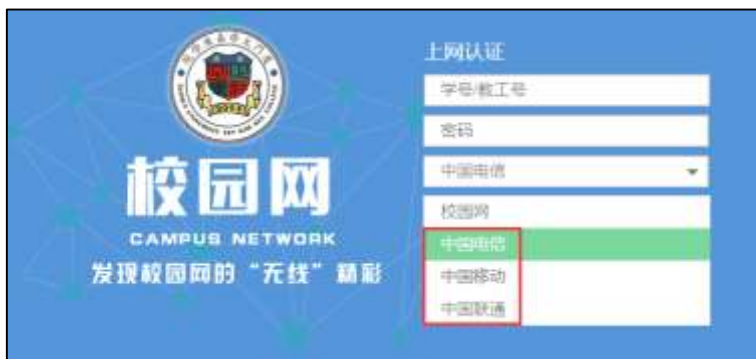 上网认证
学号/教工号
密码
中国电信
校园网
中国电信
中国移动
中国联通
校园网
CAMPUS NETWORK
发现校园网的“无线”精彩